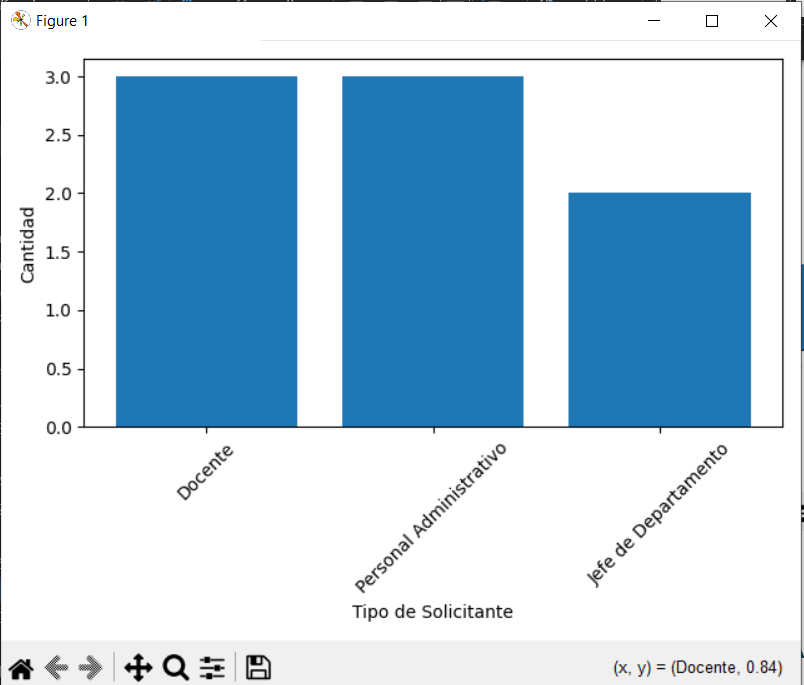 Figure 1
3.0
2.5
2.0
1.5
1.0
0.5
0.0
Cantidad
Docente
Personal Administrativo
Jefe de Departamento
Tipo de Solicitante
(x, y) = (Docente, 0.84)